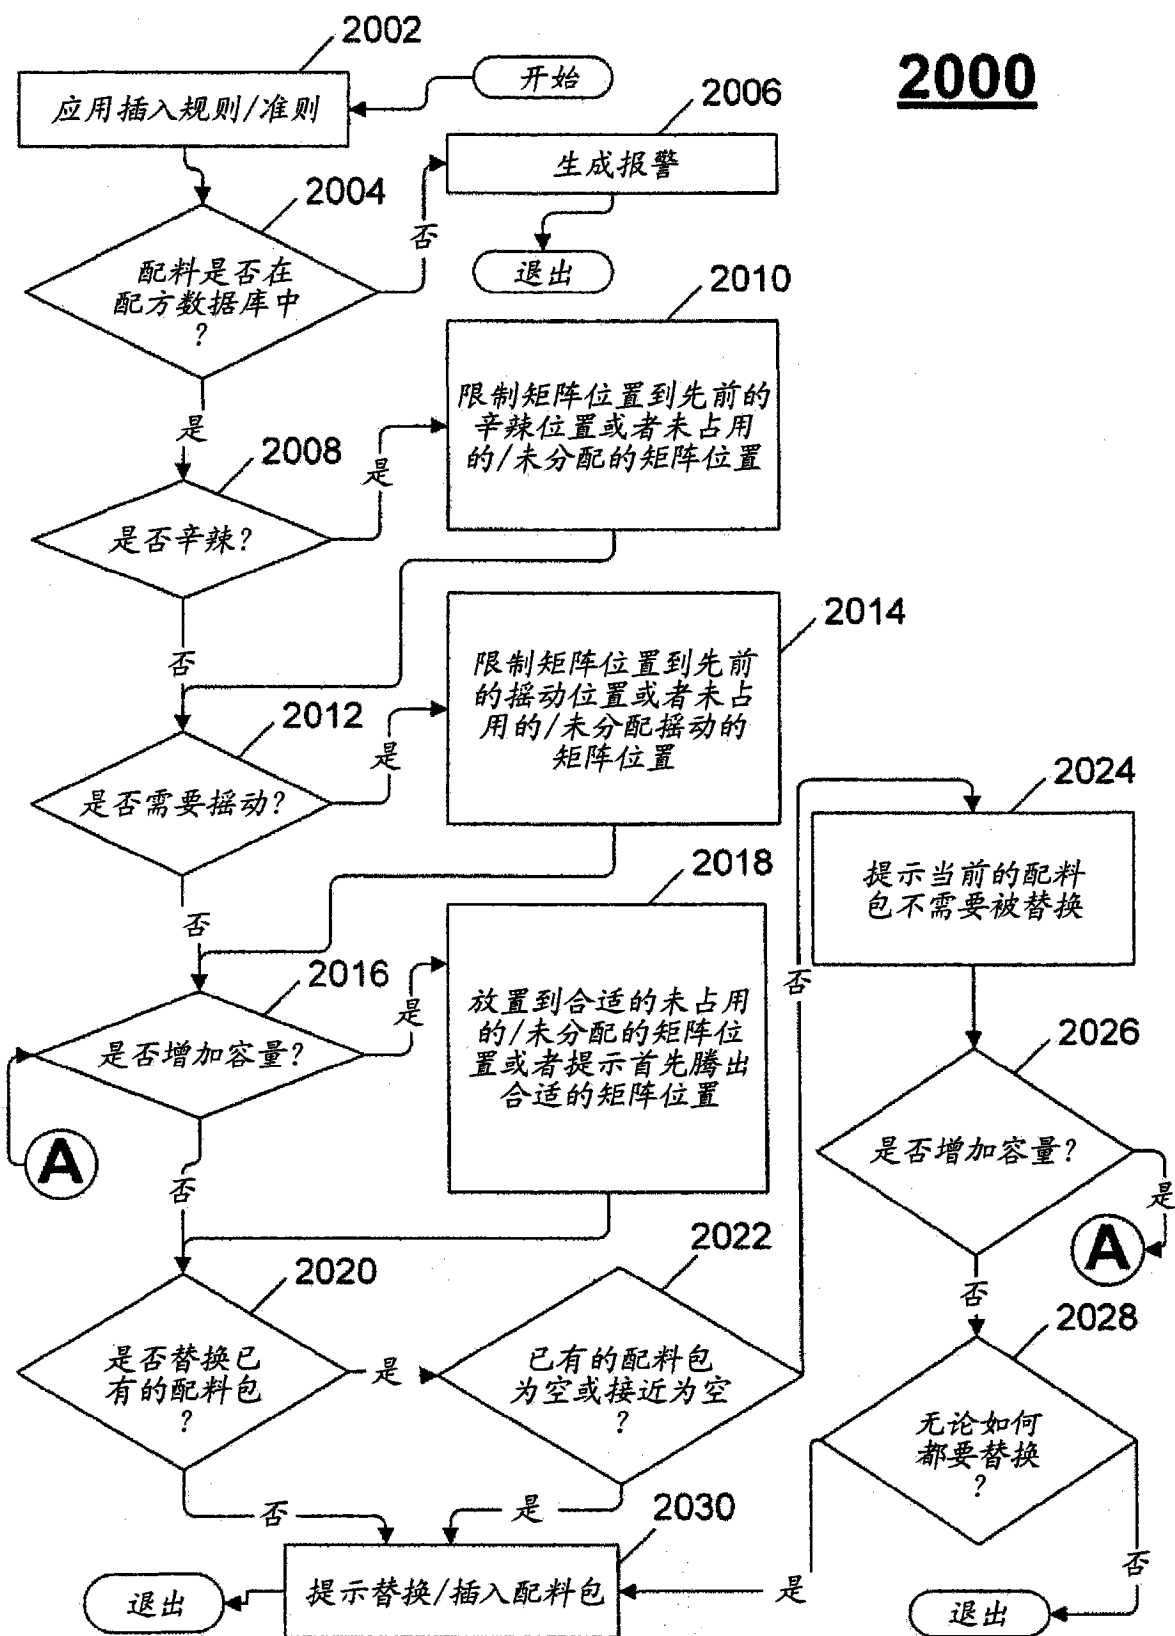 2000
2002
开始
应用插入规则/准则
2006
生成报警
2004
否
退出
配料是否在
配方数据库中
?
2010
限制矩阵位置到先前的
辛辣位置或者未占用
的/未分配的矩阵位置
是
2008
是
是否辛辣?
2014
否
限制矩阵位置到先前
的摇动位置或者未占
用的/未分配摇动的
矩阵位置
2012
是
是否需要摇动?
2024
提示当前的配料
包不需要被替换
2018
否
2016
是
否
放置到合适的未占用
的/未分配的矩阵位
置或者提示首先腾出
合适的矩阵位置
是否增加容量?
A
2026
是否增加容量?
否
是
A
2020
2022
否
2028
是否替换已
有的配料包
?
是
已有的配料包
为空或接近为空
?
无论如何
都要替换
?
否
是
2030
提示替换/插入配料包
退出
是
否
退出